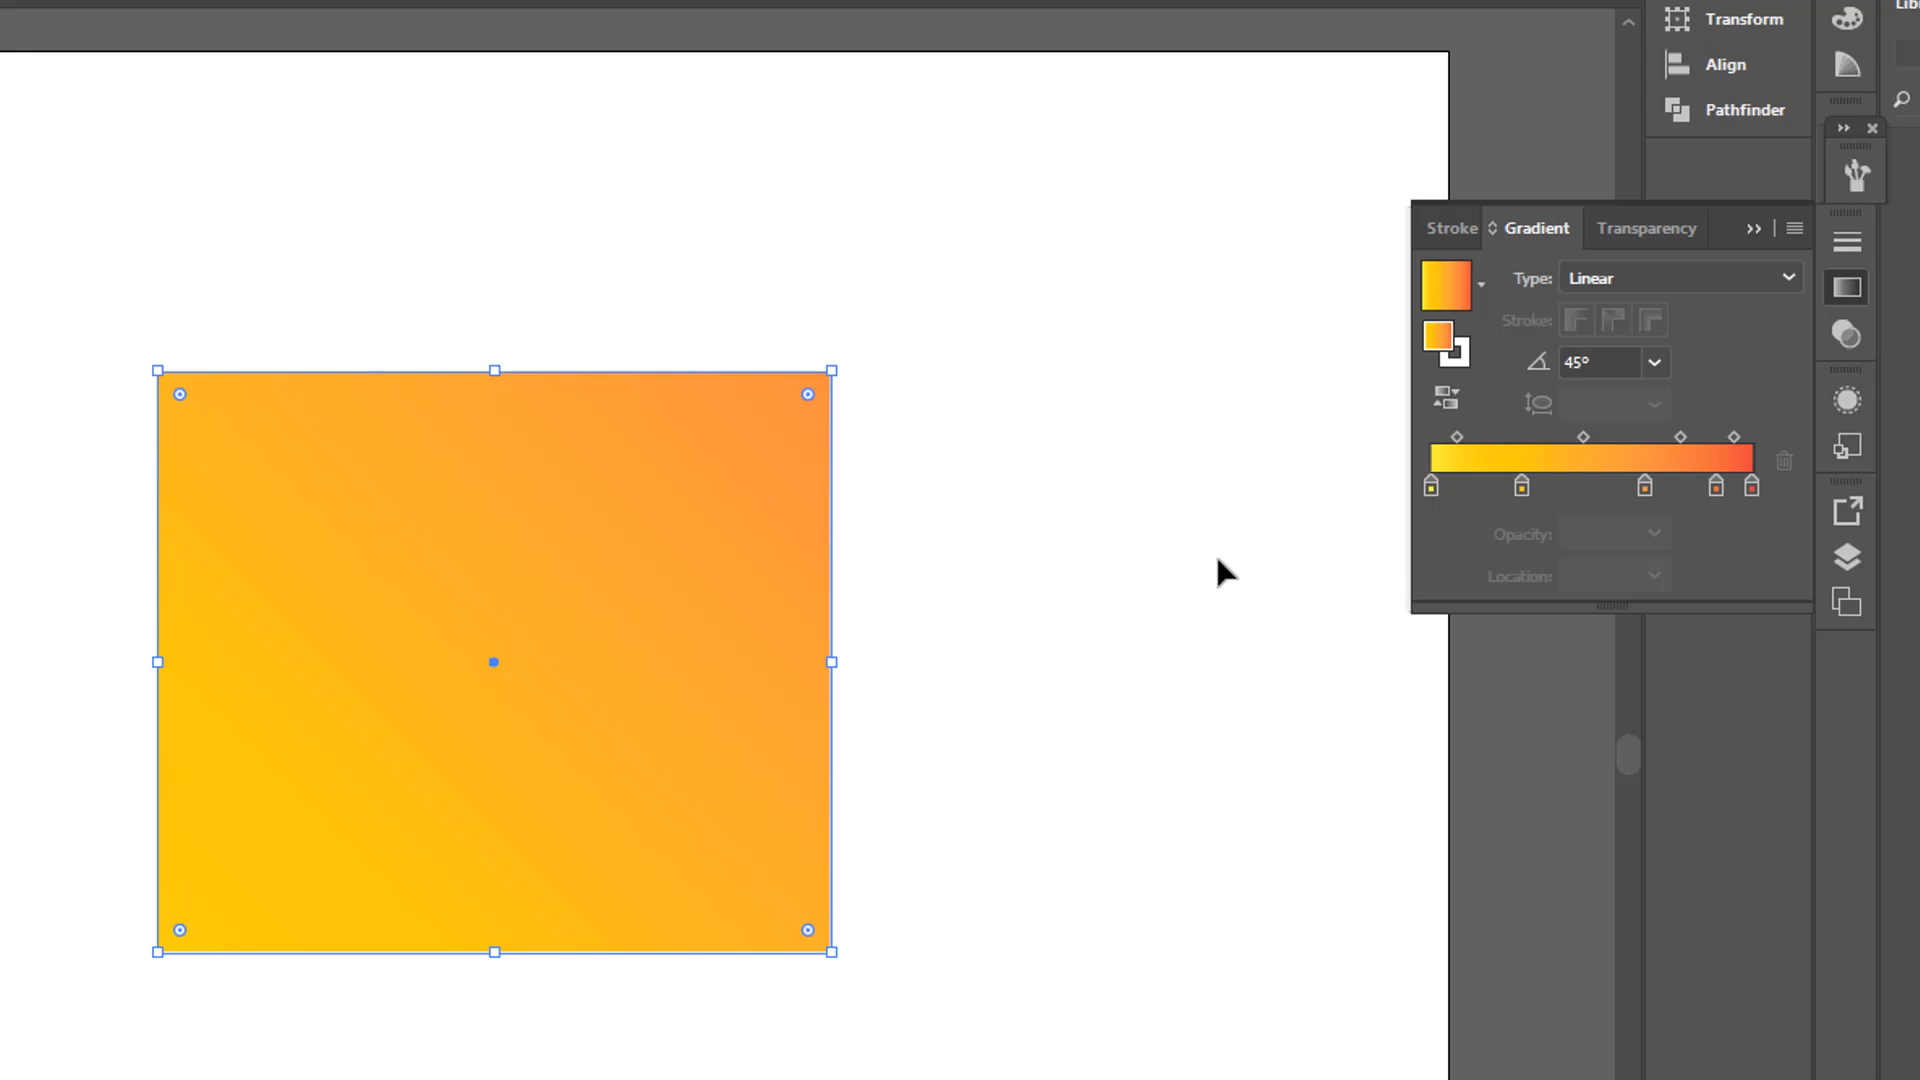 Transform
Align
Pathfinder
Stroke
Gradient
Transparency
Type:
Linear
Stroke:
45°
Opacity:
Location: